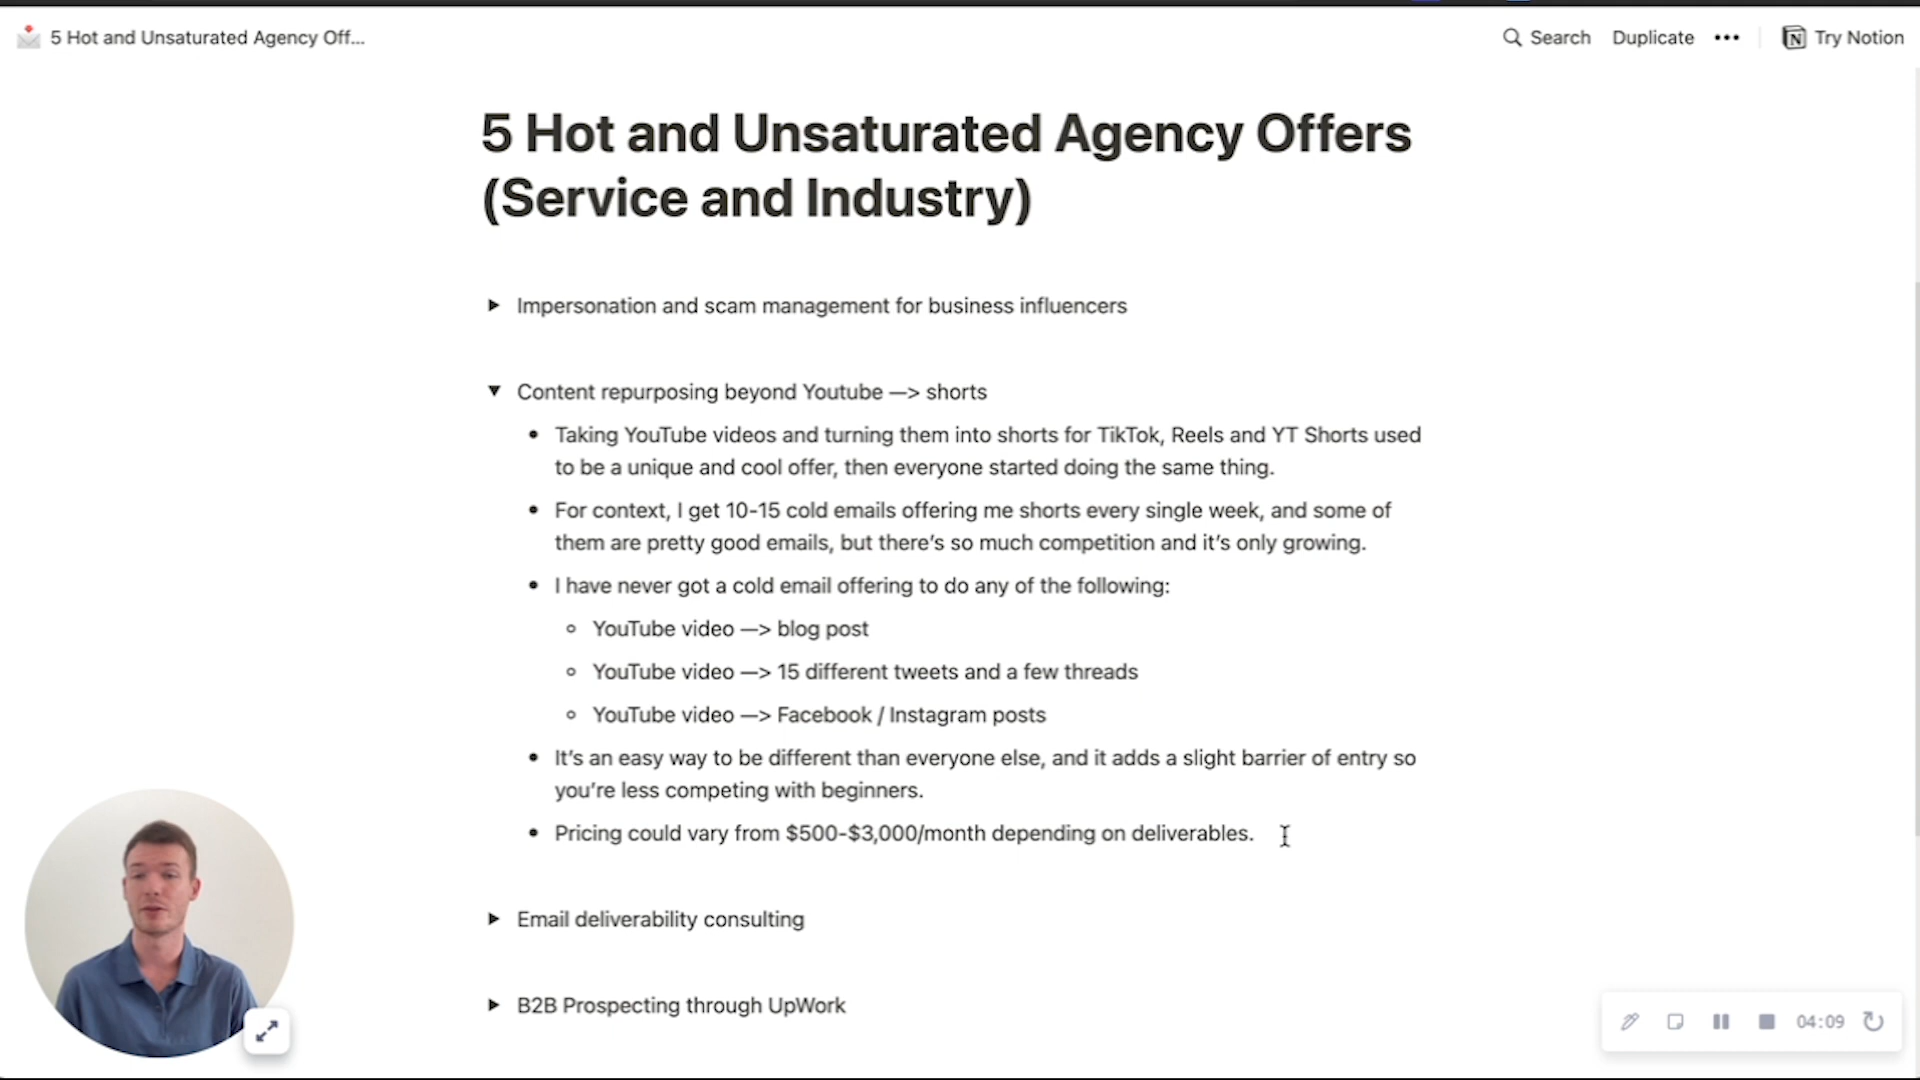 5 Hot and Unsaturated Agency Off...
Search
Duplicate
•••
Try Notion
5 Hot and Unsaturated Agency Offers
(Service and Industry)
Impersonation and scam management for business influencers
Content repurposing beyond Youtube —> shorts
Taking YouTube videos and turning them into shorts for TikTok, Reels and YT Shorts used
to be a unique and cool offer, then everyone started doing the same thing.
For context, I get 10-15 cold emails offering me shorts every single week, and some of
them are pretty good emails, but there's so much competition and it's only growing.
I have never got a cold email offering to do any of the following:
YouTube video —> blog post
YouTube video —> 15 different tweets and a few threads
YouTube video —> Facebook / Instagram posts
It's an easy way to be different than everyone else, and it adds a slight barrier of entry so
you're less competing with beginners.
Pricing could vary from $500-$3,000/month depending on deliverables.
Email deliverability consulting
B2B Prospecting through UpWork
04:09